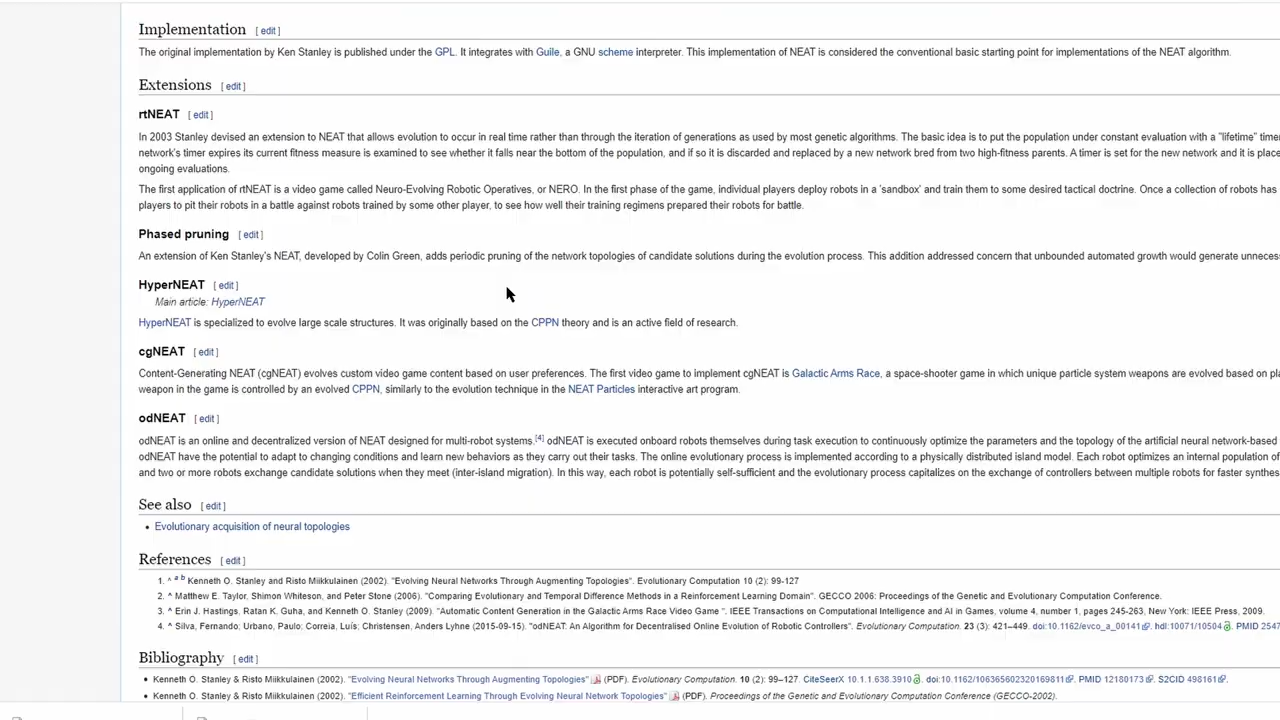 Implementation [ edit ]
The original implementation by Ken Stanley is published under the GPL. It integrates with Guile, a GNU scheme interpreter. This implementation of NEAT is considered the conventional basic starting point for implementations of the NEAT algorithm.
Extensions [ edit ]
rtNEAT [ edit ]
In 2003 Stanley devised an extension to NEAT that allows evolution to occur in real time rather than through the iteration of generations as used by most genetic algorithms. The basic idea is to put the population under constant evaluation with a "lifetime"
network's timer expires its current fitness measure is examined to see whether it falls near the bottom of the population, and if so it is discarded and replaced by a new network bred from two high-fitness parents. A timer is set for the new network and it is
ongoing evaluations.
The first application of rtNEAT is a video game called Neuro-Evolving Robotic Operatives, or NERO. In the first phase of the game, individual players deploy robots in a 'sandbox' and train them to some desired tactical doctrine. Once a collection of robots has
players to pit their robots in a battle against robots trained by some other player, to see how well their training regimens prepared their robots for battle.
Phased pruning [ edit ]
An extension of Ken Stanley's NEAT, developed by Colin Green, adds periodic pruning of the network topologies of candidate solutions during the evolution process. This addition addressed concern that unbounded automated growth would generate
HyperNEAT [ edit ]
Main article: HyperNEAT
HyperNEAT is specialized to evolve large scale structures. It was originally based on the CPPN theory and is an active field of research.
cgNEAT [ edit ]
Content-Generating NEAT (cgNEAT) evolves custom video game content based on user preferences. The first video game to implement cgNEAT is Galactic Arms Race, a space-shooter game in which unique particle system weapons are evolved based on
weapon in the game is controlled by an evolved CPPN, similarly to the evolution technique in the NEAT Particles interactive art program.
odNEAT [ edit ]
odNEAT is an online and decentralized version of NEAT designed for multi-robot systems.[4] odNEAT is executed onboard robots themselves during task execution to continuously optimize the parameters and the topology of the artificial neural network-based
odNEAT have the potential to adapt to changing conditions and learn new behaviors as they carry out their tasks. The online evolutionary process is implemented according to a physically distributed island model. Each robot optimizes an internal population of
and two or more robots exchange candidate solutions when they meet (inter-island migration). In this way, each robot is potentially self-sufficient and the evolutionary process capitalizes on the exchange of controllers between multiple robots for faster
See also [ edit ]
• Evolutionary acquisition of neural topologies
References [ edit ]
1. ^ a b Kenneth O. Stanley and Risto Miikkulainen (2002). "Evolving Neural Networks Through Augmenting Topologies". Evolutionary Computation 10 (2): 99-127
2. ^ Matthew E. Taylor, Shimon Whiteson, and Peter Stone (2006). "Comparing Evolutionary and Temporal Difference Methods in a Reinforcement Learning Domain". GECCO 2006: Proceedings of the Genetic and Evolutionary Computation Conference.
3. ^ Erin J. Hastings, Ratan K. Guha, and Kenneth O. Stanley (2009). "Automatic Content Generation in the Galactic Arms Race Video Game ". IEEE Transactions on Computational Intelligence and AI in Games, volume 4, number 1, pages 245-263, New York: IEEE Press, 2009.
4. ^ Silva, Fernando; Urbano, Paulo; Correia, Luís; Christensen, Anders Lyhne (2015-09-15). "odNEAT: An Algorithm for Decentralised Online Evolution of Robotic Controllers". Evolutionary Computation. 23 (3): 421–449. doi:10.1162/evco_a_00141. hdl:10071/10504. PMID 2547
Bibliography [ edit ]
• Kenneth O. Stanley & Risto Miikkulainen (2002). "Evolving Neural Networks Through Augmenting Topologies" (PDF). Evolutionary Computation. 10 (2): 99–127. CiteSeerX 10.1.1.638.3910. doi:10.1162/106365602320169811. PMID 12180173. S2CID 498161.
• Kenneth O. Stanley & Risto Miikkulainen (2002). "Efficient Reinforcement Learning Through Evolving Neural Network Topologies" (PDF). Proceedings of the Genetic and Evolutionary Computation Conference (GECCO-2002).